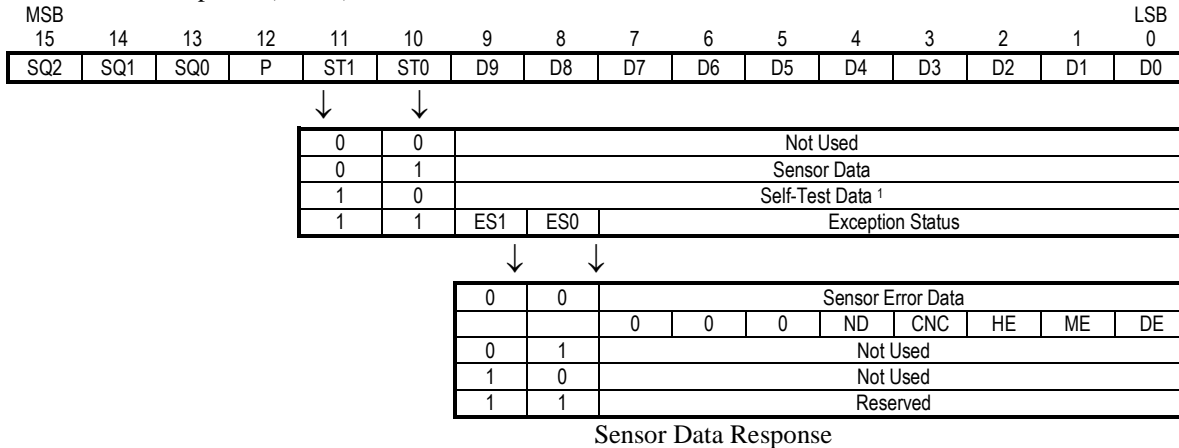 MSB LSB
15 14 13 12 11 10 9 8 7 6 5 4 3 2 1 0
SQ2 SQ1 SQ0 P ST1 ST0 D9 D8 D7 D6 D5 D4 D3 D2 D1 D0
↓ ↓
0 0 Not Used
0 1 Sensor Data
1 0 Self-Test Data 1
1 1 ES1 ES0 Exception Status
↓ ↓
0 0 Sensor Error Data
0 0 0 ND CNC HE ME DE
0 1 Not Used
1 0 Not Used
1 1 Reserved
Sensor Data Response